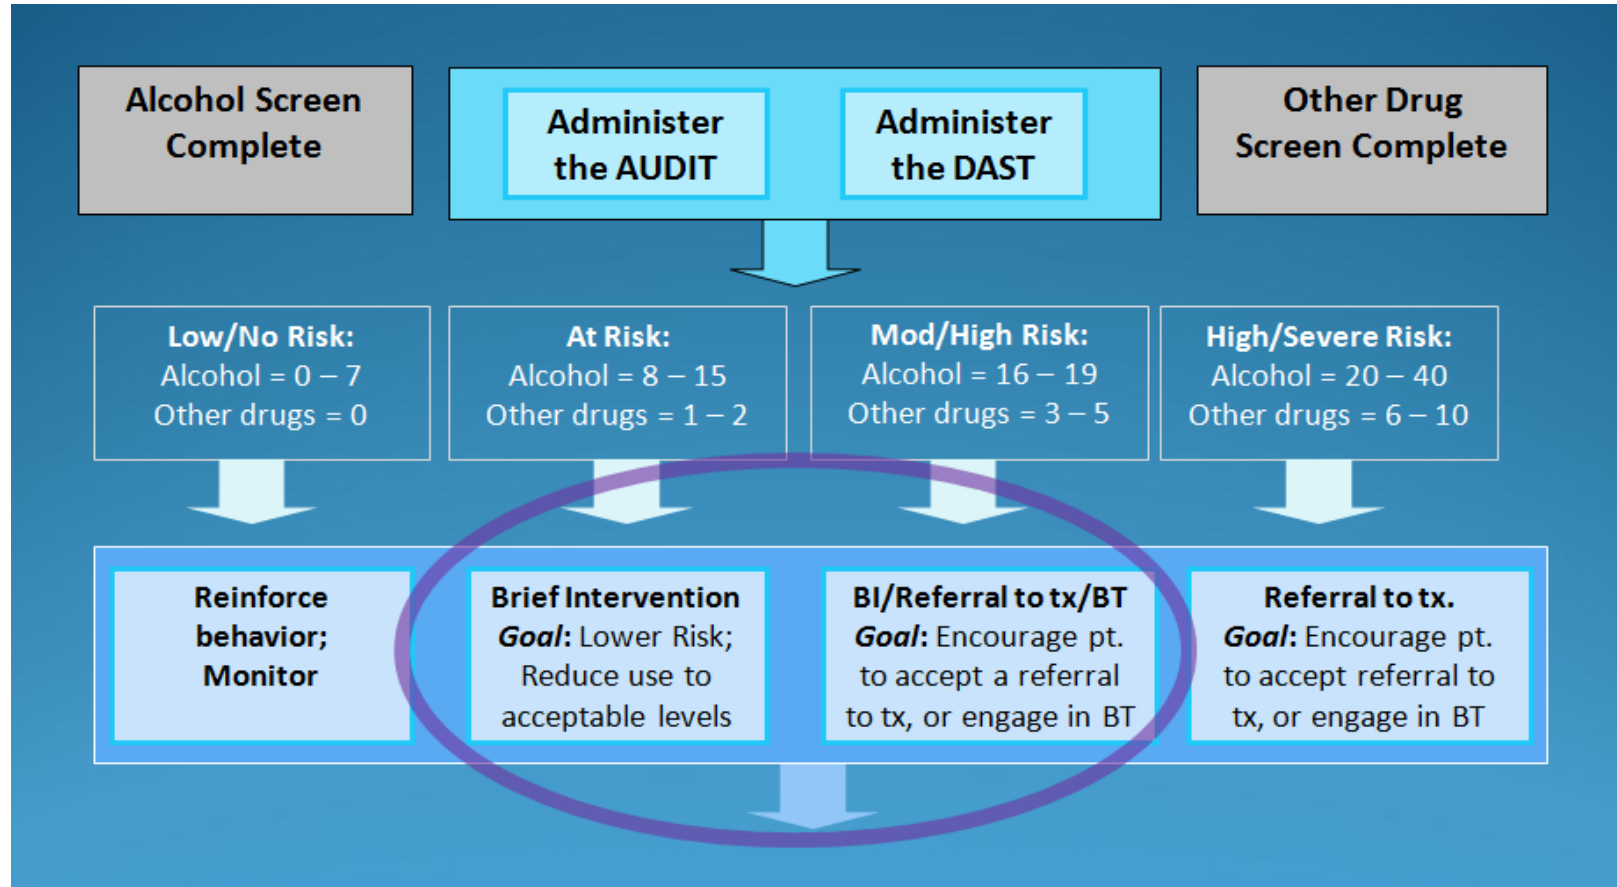 Alcohol Screen
Complete
Administer
the AUDIT
Administer
the DAST
Other Drug
Screen Complete
Low/No Risk:
Alcohol = 0 – 7
Other drugs = 0
At Risk:
Alcohol = 8 – 15
Other drugs = 1 – 2
Mod/High Risk:
Alcohol = 16 – 19
Other drugs = 3 – 5
High/Severe Risk:
Alcohol = 20 – 40
Other drugs = 6 – 10
Reinforce
behavior;
Monitor
Brief Intervention
Goal: Lower Risk;
Reduce use to
acceptable levels
BI/Referral to tx/BT
Goal: Encourage pt.
to accept a referral
to tx, or engage in BT
Referral to tx.
Goal: Encourage pt.
to accept referral to
tx, or engage in BT